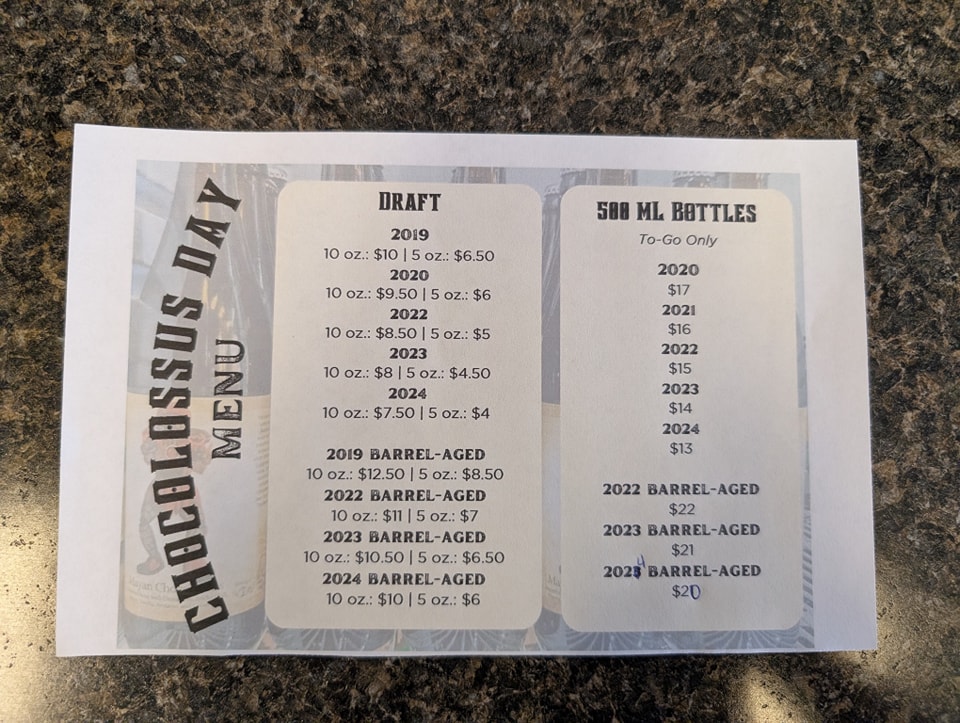 CHOCOLOSSUS DAY
MENU
DRAFT
2019
10 oz.: $10 | 5 oz.: $6.50
2020
10 oz.: $9.50 | 5 oz.: $6
2022
10 oz.: $8.50 | 5 oz.: $5
2023
10 oz.: $8 | 5 oz.: $4.50
2024
10 oz.: $7.50 | 5 oz.: $4
2019 BARREL-AGED
10 oz.: $12.50 | 5 oz.: $8.50
2022 BARREL-AGED
10 oz.: $11 | 5 oz.: $7
2023 BARREL-AGED
10 oz.: $10.50 | 5 oz.: $6.50
2024 BARREL-AGED
10 oz.: $10 | 5 oz.: $6
500 ML BOTTLES
To-Go Only
2020
$17
2021
$16
2022
$15
2023
$14
2024
$13
2022 BARREL-AGED
$22
2023 BARREL-AGED
$21
2024 BARREL-AGED
$20
Mayan